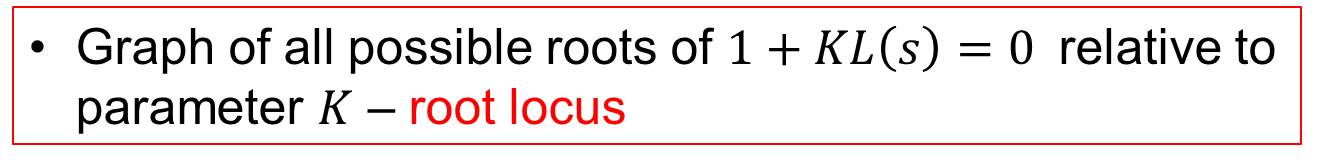 • Graph of all possible roots of 1 + KL(s) = 0 relative to
parameter K – root locus